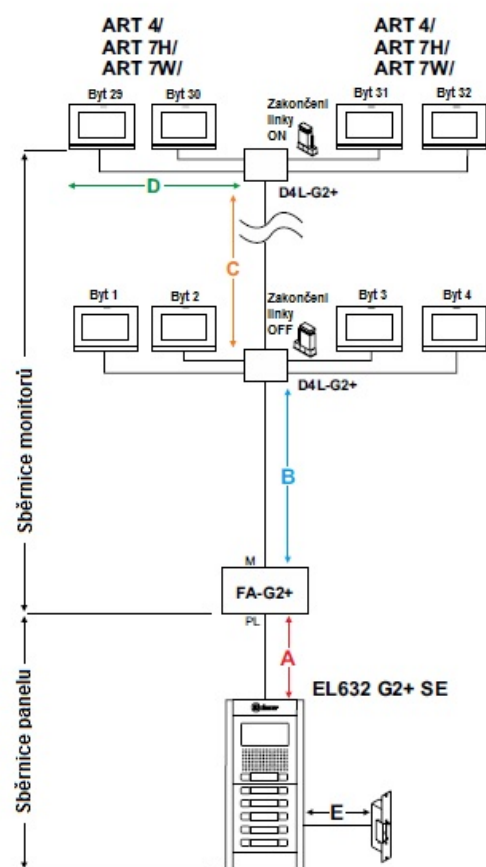 ART 4/
ART 7H/
ART 7W/
ART 4/
ART 7H/
ART 7W/
Byt 29
Byt 30
Zakončení
linky
ON
Byt 31
Byt 32
D
D4L-G2+
C
Byt 1
Byt 2
Zakončení
linky
OFF
Byt 3
Byt 4
D4L-G2+
Sběrnice monitorů
B
M
FA-G2+
PL
A
EL632 G2+ SE
Sběrnice panelu
E